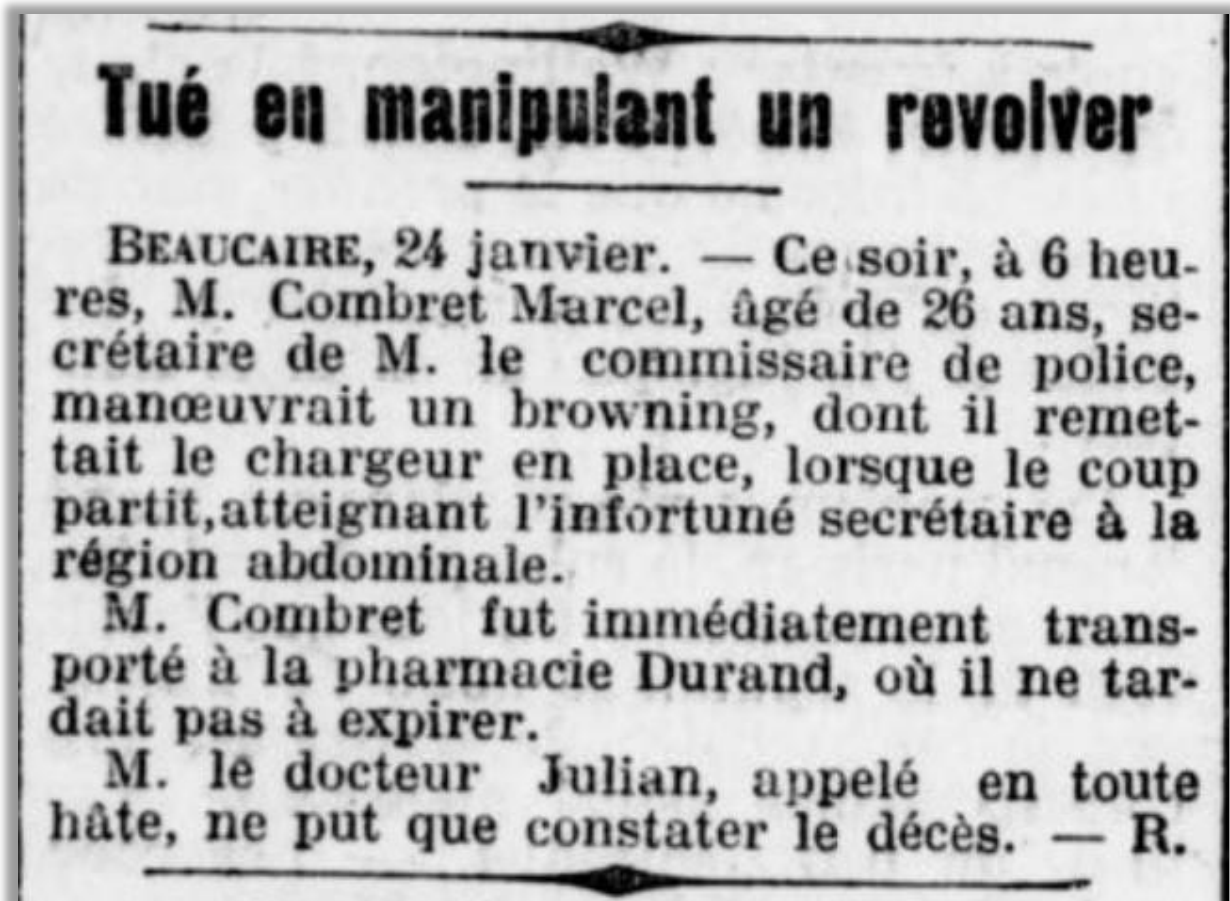 Tué en manipulant un revolver
BEAUCAIRE, 24 janvier. — Ce soir, à 6 heu-
res, M. Combret Marcel, âgé de 26 ans, se-
crétaire de M. le commissaire de police,
manœuvrait un browning, dont il remet-
tait le chargeur en place, lorsque le coup
partit, atteignant l'infortuné secrétaire à la
région abdominale.
M. Combret fut immédiatement trans-
porté à la pharmacie Durand, où il ne tar-
dait pas à expirer.
M. le docteur Julian, appelé en toute
hâte, ne put que constater le décès. — R.